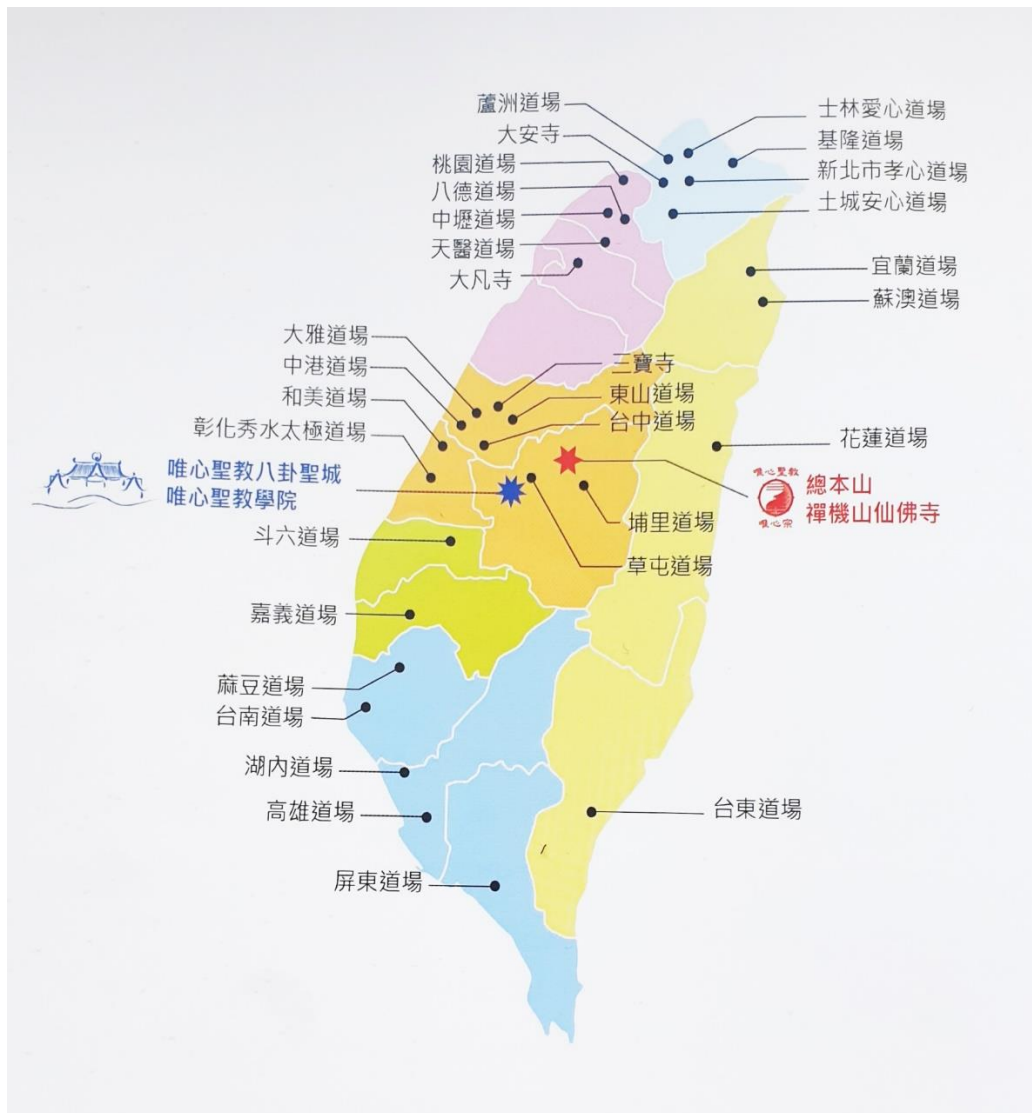 蘆洲道場
大安寺
桃園道場
八德道場
中壢道場
天醫道場
大凡寺
士林愛心道場
基隆道場
新北市孝心道場
土城安心道場
宜蘭道場
蘇澳道場
大雅道場
中港道場
和美道場
彰化秀水太極道場
三寶寺
東山道場
台中道場
花蓮道場
唯心聖教八卦聖城
唯心聖教學院
唯心聖教
唯心宗
總本山
禪機山仙佛寺
埔里道場
草屯道場
斗六道場
嘉義道場
蔴豆道場
台南道場
湖內道場
高雄道場
屏東道場
台東道場